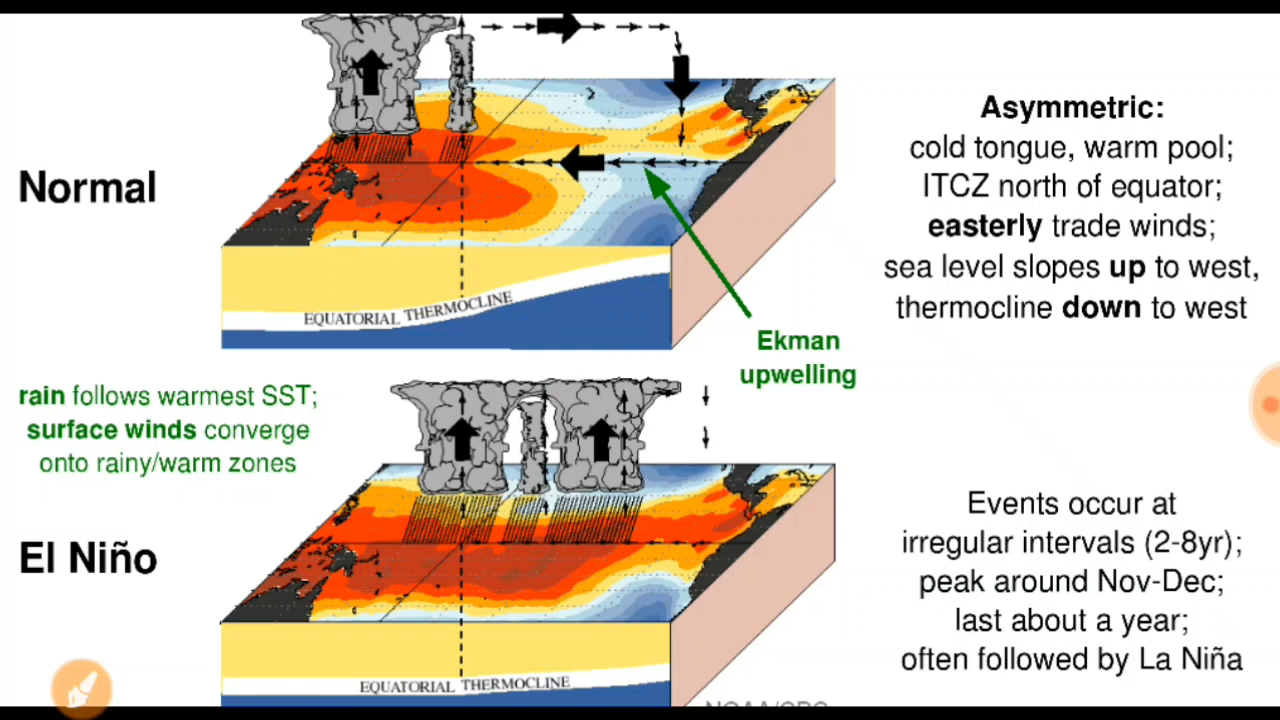 Normal
EQUATORIAL THERMOCLINE
Asymmetric:
cold tongue, warm pool;
ITCZ north of equator;
easterly trade winds;
sea level slopes up to west,
thermocline down to west
Ekman
upwelling
rain follows warmest SST;
surface winds converge
onto rainy/warm zones
El Niño
EQUATORIAL THERMOCLINE
Events occur at
irregular intervals (2-8yr);
peak around Nov-Dec;
last about a year;
often followed by La Niña